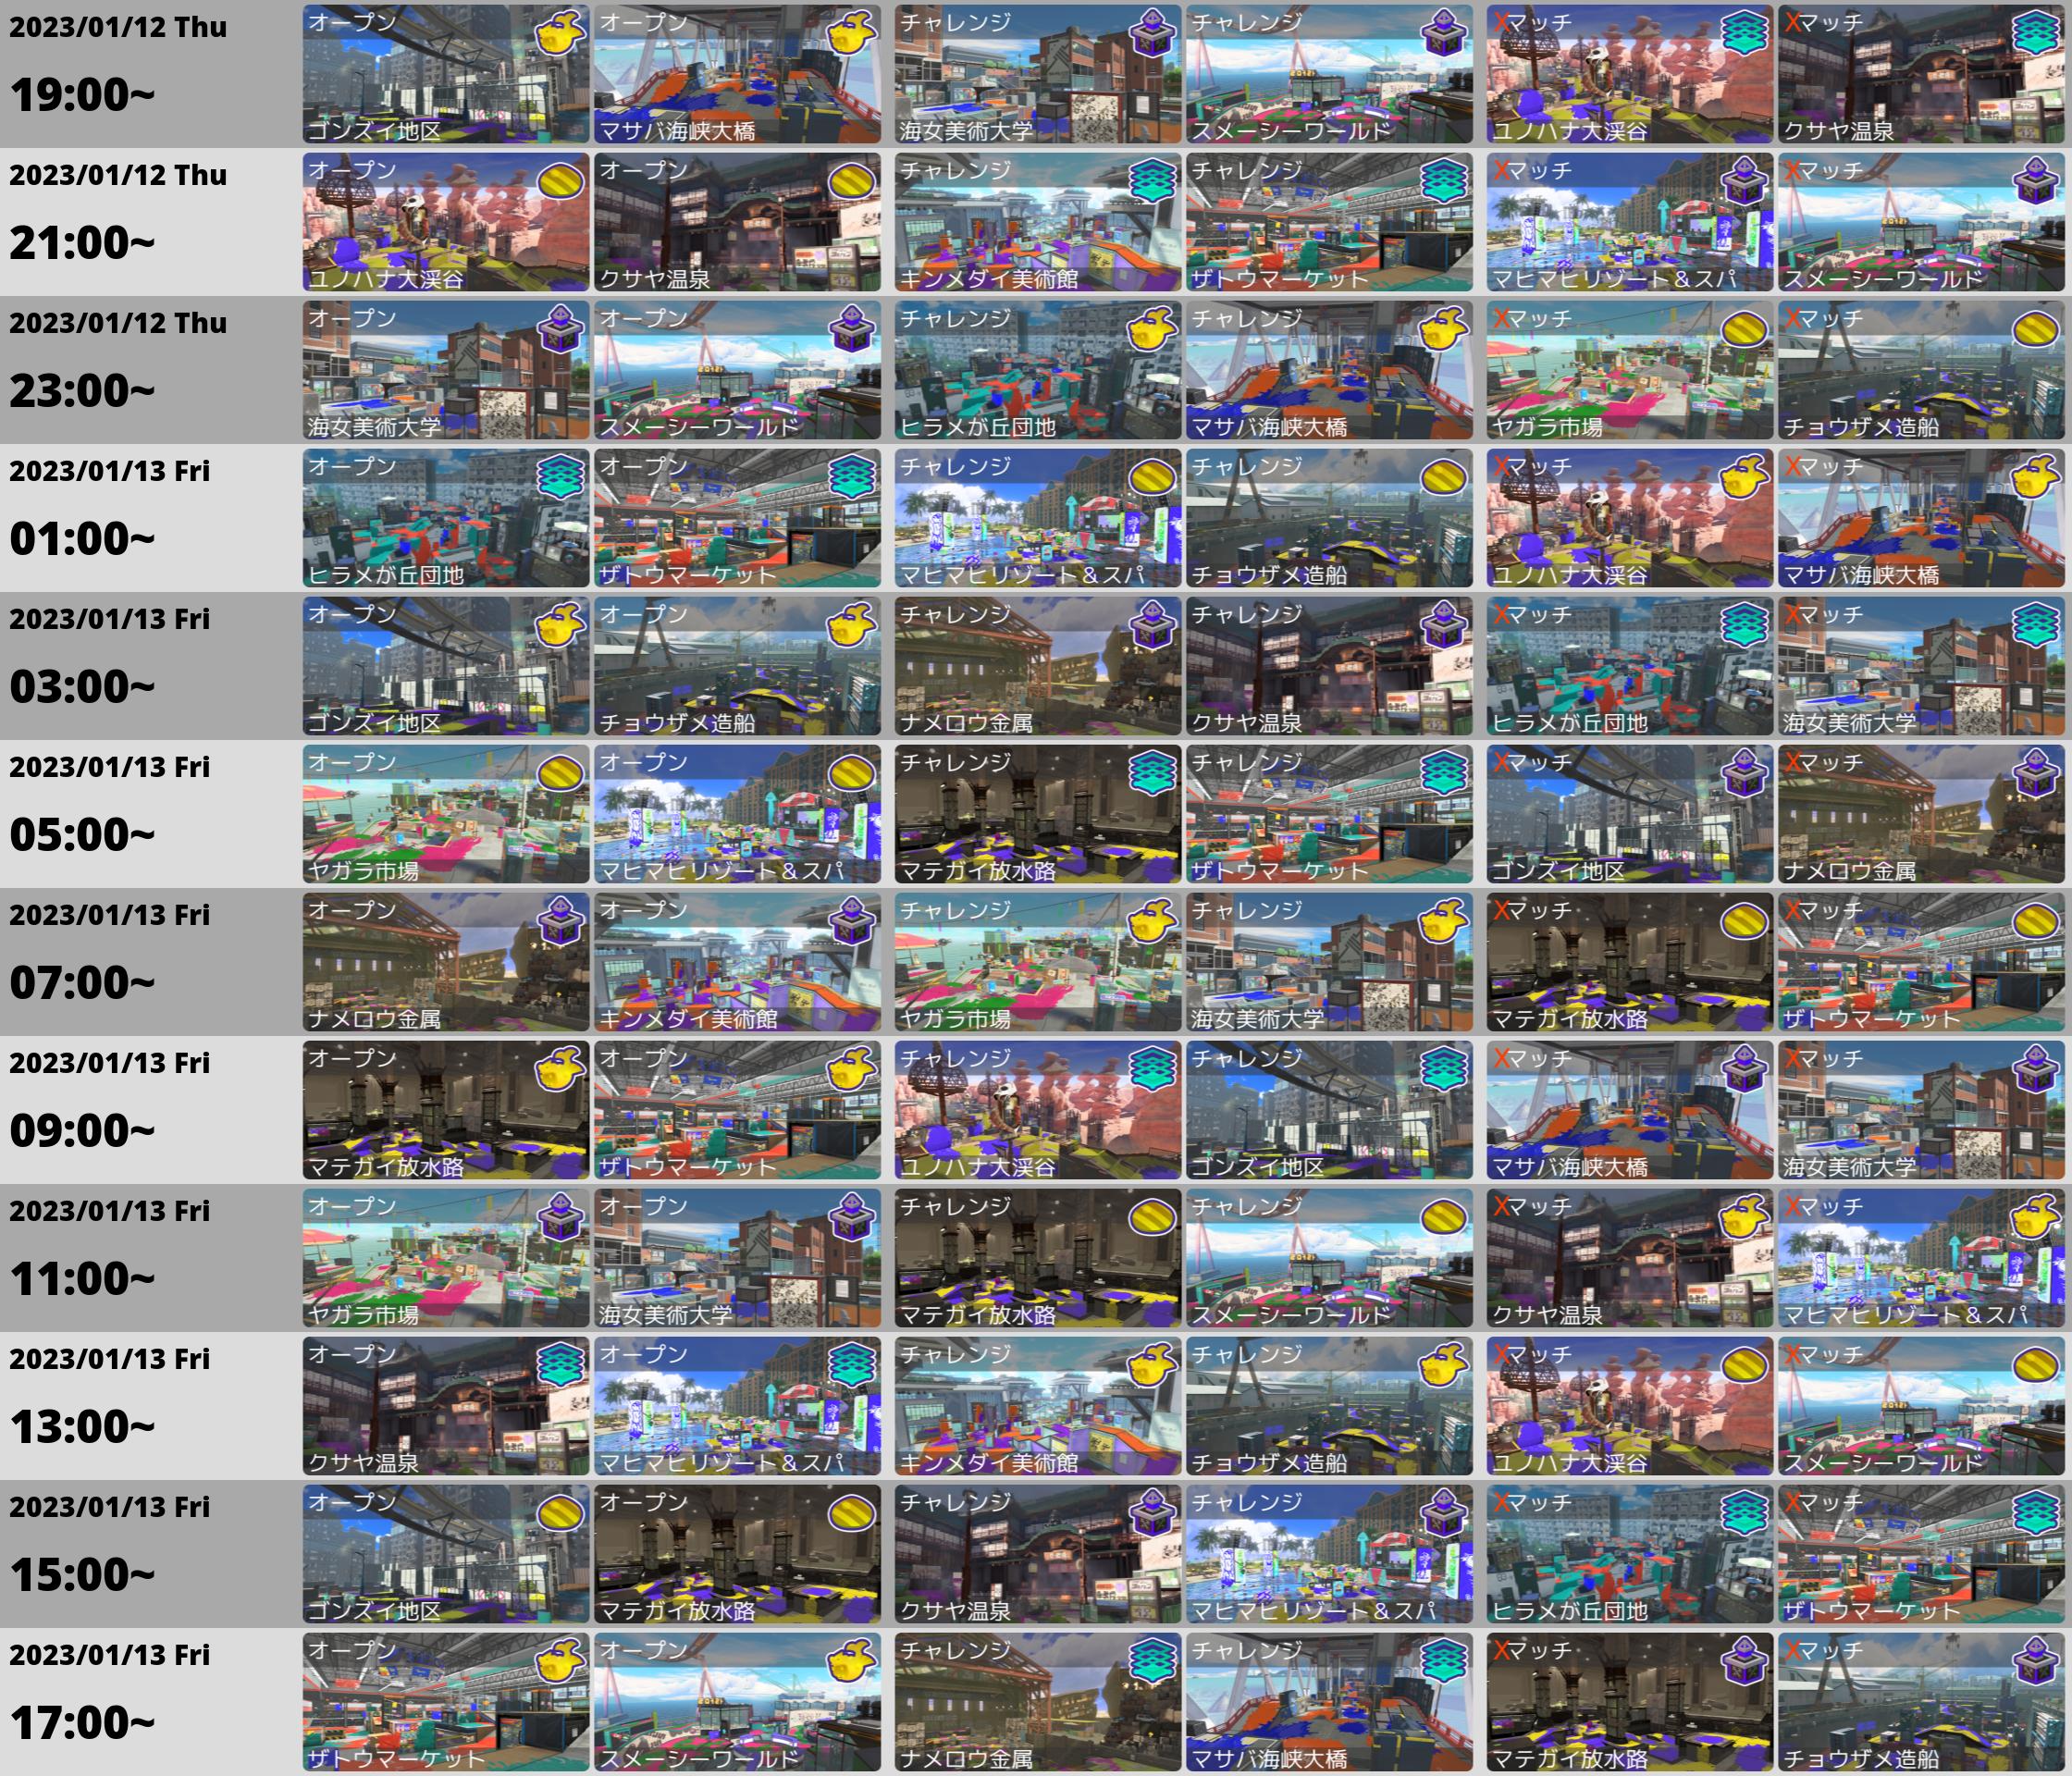 2023/01/12 Thu
19:00~
オープン
ゴンズイ地区
オープン
マサバ海峡大橋
チャレンジ
海女美術大学
チャレンジ
スメーシーワールド
Xマッチ
ユノハナ大渓谷
Xマッチ
クサヤ温泉
2023/01/12 Thu
21:00~
オープン
ユノハナ大渓谷
オープン
クサヤ温泉
チャレンジ
キンメダイ美術館
チャレンジ
ザトウマーケット
Xマッチ
マヒマヒリゾート&スパ
Xマッチ
スメーシーワールド
2023/01/12 Thu
23:00~
オープン
海女美術大学
オープン
スメーシーワールド
チャレンジ
ヒラメが丘団地
チャレンジ
マサバ海峡大橋
Xマッチ
ヤガラ市場
Xマッチ
チョウザメ造船
2023/01/13 Fri
01:00~
オープン
ヒラメが丘団地
オープン
ザトウマーケット
チャレンジ
マヒマヒリゾート&スパ
チャレンジ
チョウザメ造船
Xマッチ
ユノハナ大渓谷
Xマッチ
マサバ海峡大橋
2023/01/13 Fri
03:00~
オープン
ゴンズイ地区
オープン
チョウザメ造船
チャレンジ
ナメロウ金属
チャレンジ
クサヤ温泉
Xマッチ
ヒラメが丘団地
Xマッチ
海女美術大学
2023/01/13 Fri
05:00~
オープン
ヤガラ市場
オープン
マヒマヒリゾート&スパ
チャレンジ
マテガイ放水路
チャレンジ
ザトウマーケット
Xマッチ
ゴンズイ地区
Xマッチ
ナメロウ金属
2023/01/13 Fri
07:00~
オープン
ナメロウ金属
オープン
キンメダイ美術館
チャレンジ
ヤガラ市場
チャレンジ
海女美術大学
Xマッチ
マテガイ放水路
Xマッチ
ザトウマーケット
2023/01/13 Fri
09:00~
オープン
マテガイ放水路
オープン
ザトウマーケット
チャレンジ
ユノハナ大渓谷
チャレンジ
ゴンズイ地区
Xマッチ
マサバ海峡大橋
Xマッチ
海女美術大学
2023/01/13 Fri
11:00~
オープン
ヤガラ市場
オープン
海女美術大学
チャレンジ
マテガイ放水路
チャレンジ
スメーシーワールド
Xマッチ
クサヤ温泉
Xマッチ
マヒマヒリゾート&スパ
2023/01/13 Fri
13:00~
オープン
クサヤ温泉
オープン
マヒマヒリゾート&スパ
チャレンジ
キンメダイ美術館
チャレンジ
チョウザメ造船
Xマッチ
ユノハナ大渓谷
Xマッチ
スメーシーワールド
2023/01/13 Fri
15:00~
オープン
ゴンズイ地区
オープン
マテガイ放水路
チャレンジ
クサヤ温泉
チャレンジ
マヒマヒリゾート&スパ
Xマッチ
ヒラメが丘団地
Xマッチ
ザトウマーケット
2023/01/13 Fri
17:00~
オープン
ザトウマーケット
オープン
スメーシーワールド
チャレンジ
ナメロウ金属
チャレンジ
マサバ海峡大橋
Xマッチ
マテガイ放水路
Xマッチ
チョウザメ造船